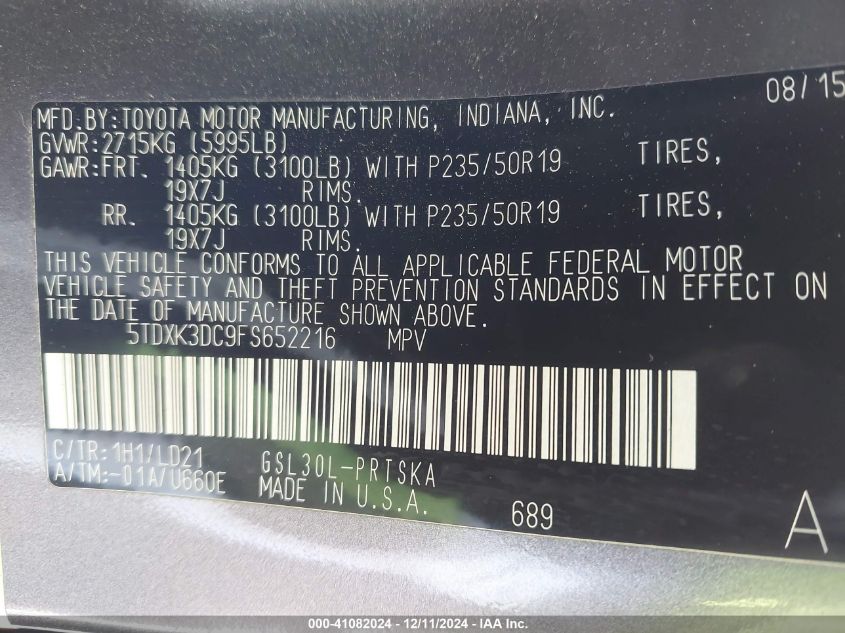 08/15
MFD.BY:TOYOTA MOTOR MANUFACTURING, INDIANA, INC.
GVWR:2715KG (5995LB)
GAWR:FRT. 1405KG (3100LB) WITH P235/50R19 TIRES,
19X7J RIMS.
RR. 1405KG (3100LB) WITH P235/50R19 TIRES,
19X7J RIMS.
THIS VEHICLE CONFORMS TO ALL APPLICABLE FEDERAL MOTOR
VEHICLE SAFETY AND THEFT PREVENTION STANDARDS IN EFFECT ON
THE DATE OF MANUFACTURE SHOWN ABOVE.
5TDXK3DC9FS652216 MPV
C/TR:1H1/LD21 GSL30L-PRTSKA
A/TM:-01A/U660E MADE IN U.S.A.
689 A
000-41082024 - 12/11/2024 - IAA Inc.